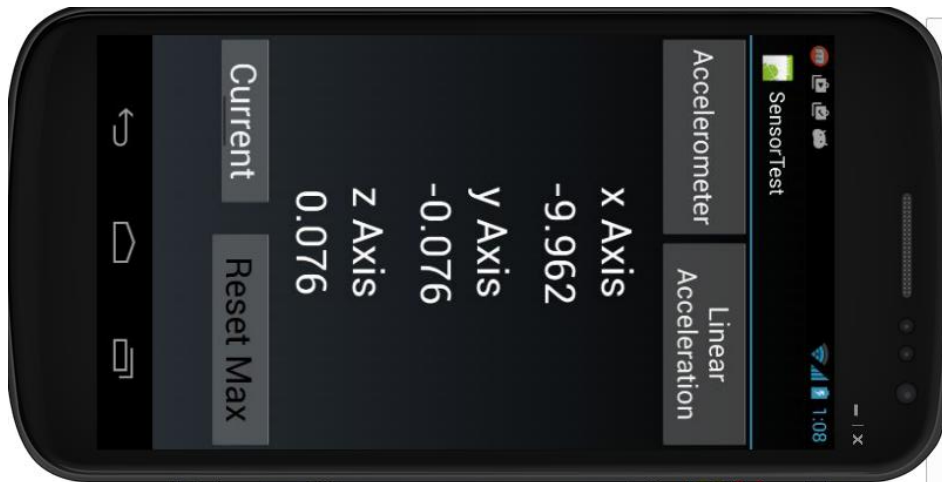 1:08
SensorTest
Accelerometer
Linear
Acceleration
x Axis
-9.962
y Axis
-0.076
z Axis
0.076
Current
Reset Max